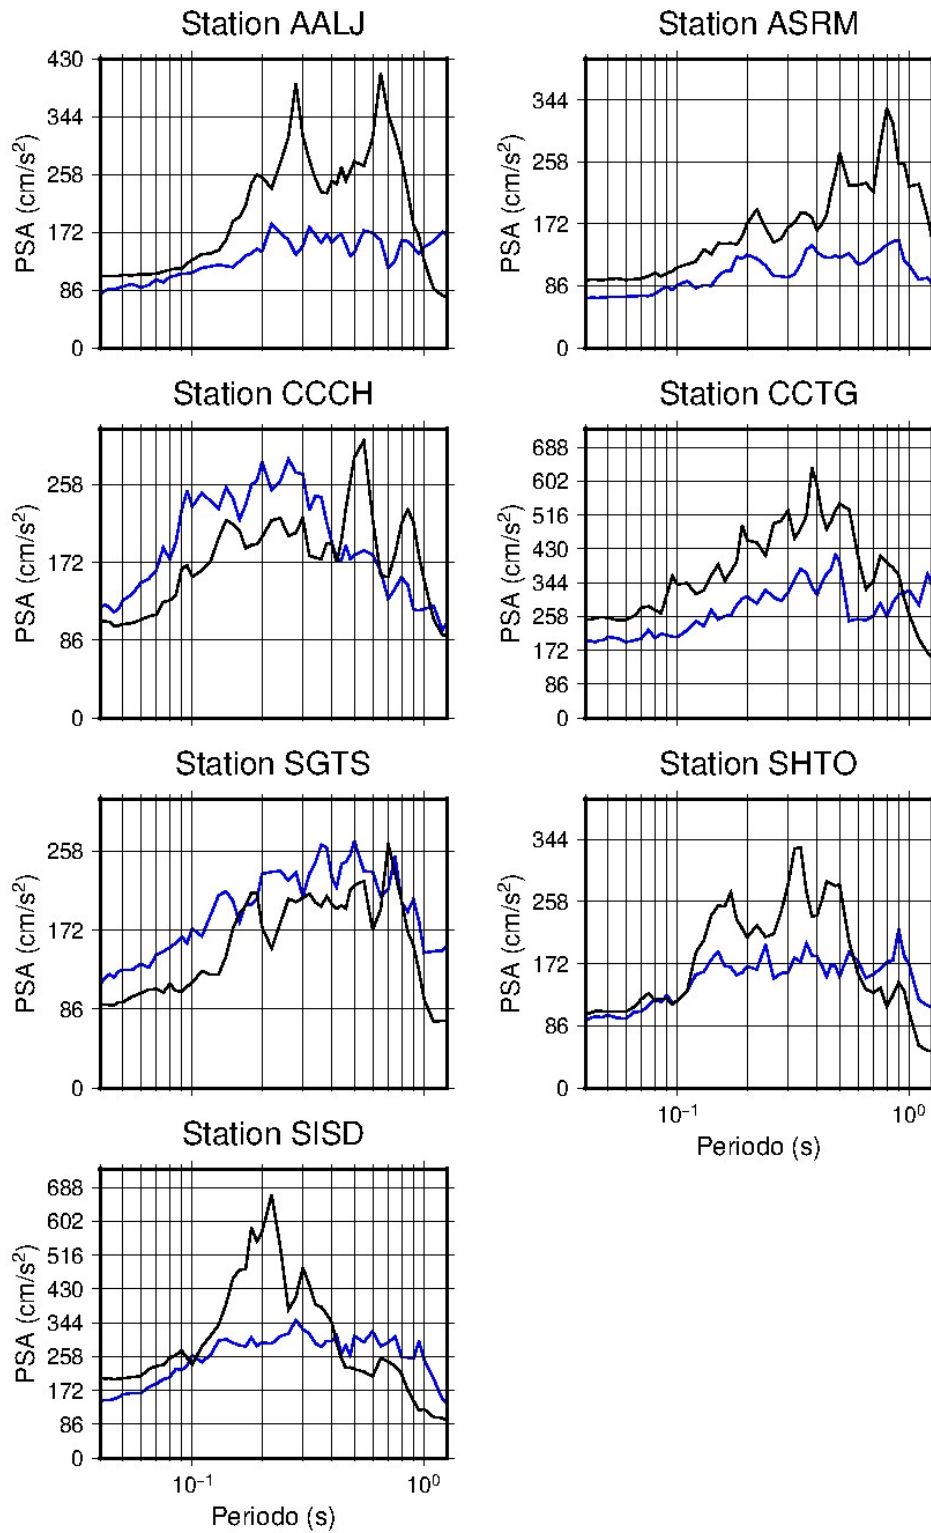 Station AALJ
430
344
258
172
86
0
PSA (cm/s²)
Station ASRM
344
258
172
86
0
PSA (cm/s²)
Station CCCH
258
172
86
0
PSA (cm/s²)
Station CCTG
688
602
516
430
344
258
172
86
0
PSA (cm/s²)
Station SGTS
258
172
86
0
PSA (cm/s²)
Station SHTO
344
258
172
86
0
PSA (cm/s²)
10⁻¹ 10⁰
Periodo (s)
Station SISD
688
602
516
430
344
258
172
86
0
PSA (cm/s²)
10⁻¹ 10⁰
Periodo (s)